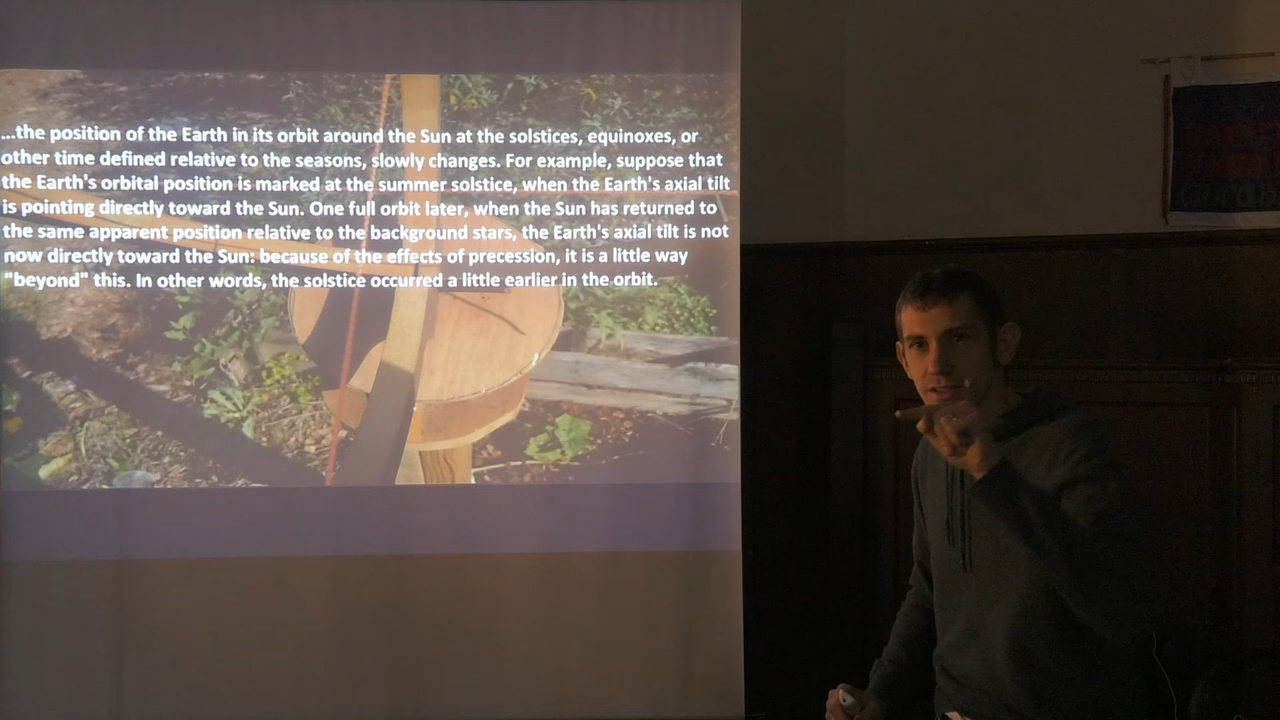 ...the position of the Earth in its orbit around the Sun at the solstices, equinoxes, or
other time defined relative to the seasons, slowly changes. For example, suppose that
the Earth's orbital position is marked at the summer solstice, when the Earth's axial tilt
is pointing directly toward the Sun. One full orbit later, when the Sun has returned to
the same apparent position relative to the background stars, the Earth's axial tilt is not
now directly toward the Sun: because of the effects of precession, it is a little way
"beyond" this. In other words, the solstice occurred a little earlier in the orbit.